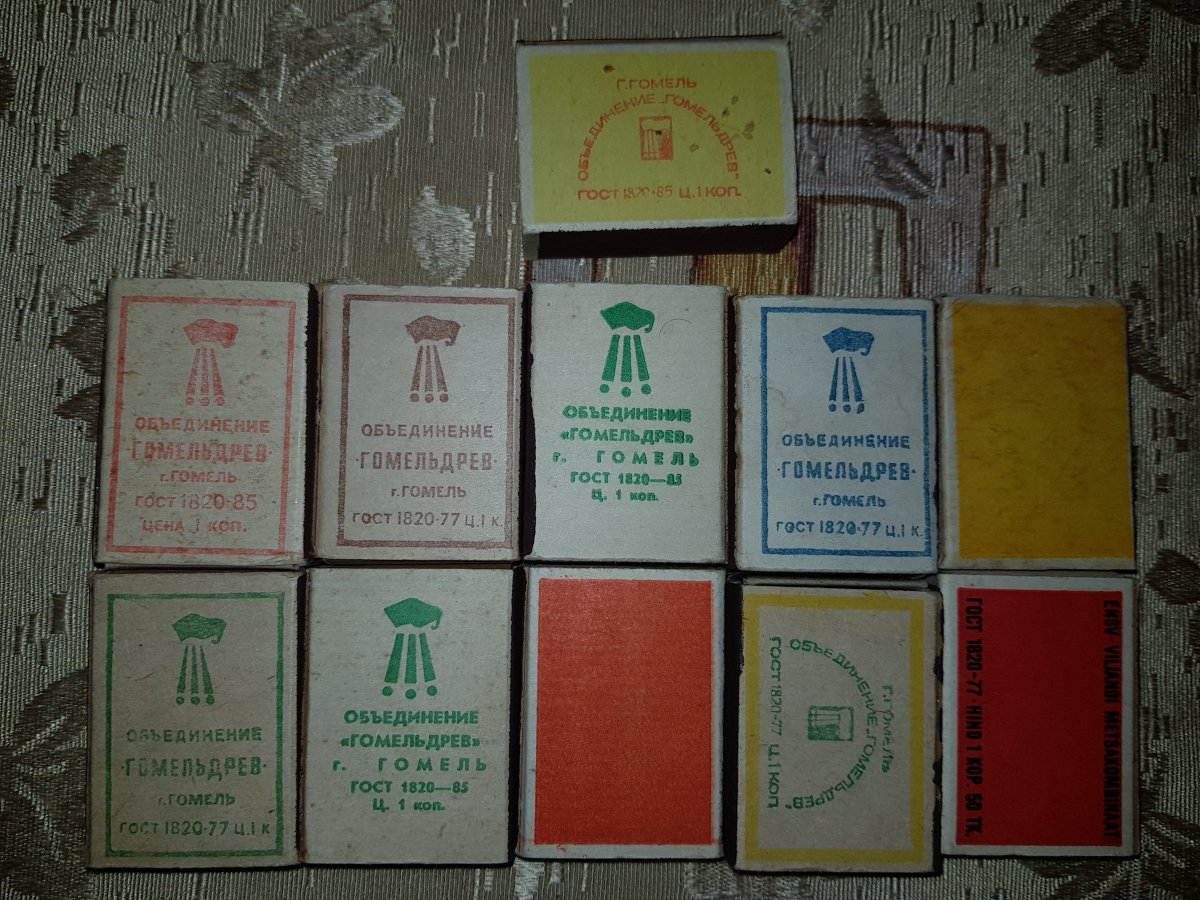 Г.ГОМЕЛЬ
ОБЪЕДИНЕНИЕ „ГОМЕЛЬДРЕВ"
ГОСТ 1820-85 Ц.1 КОП.
ОБЪЕДИНЕНИЕ
·ГОМЕЛЬДРЕВ·
г.ГОМЕЛЬ
ГОСТ 1820-85
ЦЕНА 1 КОП.
ОБЪЕДИНЕНИЕ
·ГОМЕЛЬДРЕВ·
г.ГОМЕЛЬ
ГОСТ 1820-77 Ц.1 К.
ОБЪЕДИНЕНИЕ
«ГОМЕЛЬДРЕВ»
г. ГОМЕЛЬ
ГОСТ 1820—85
Ц. 1 коп.
ОБЪЕДИНЕНИЕ
·ГОМЕЛЬДРЕВ·
г.ГОМЕЛЬ
ГОСТ 1820-77 Ц.1 К.
ОБЪЕДИНЕНИЕ
·ГОМЕЛЬДРЕВ·
г.ГОМЕЛЬ
ГОСТ 1820-77 Ц.1 К
ОБЪЕДИНЕНИЕ
«ГОМЕЛЬДРЕВ»
г. ГОМЕЛЬ
ГОСТ 1820—85
Ц. 1 коп.
Г.ГОМЕЛЬ
ОБЪЕДИНЕНИЕ „ГОМЕЛЬДРЕВ"
ГОСТ 1820-77 Ц.1 КОП
ENSV VILJANDI METSAKOMBINAAT
ГОСТ 1820-77·HIND 1 KOP. 50 TK.